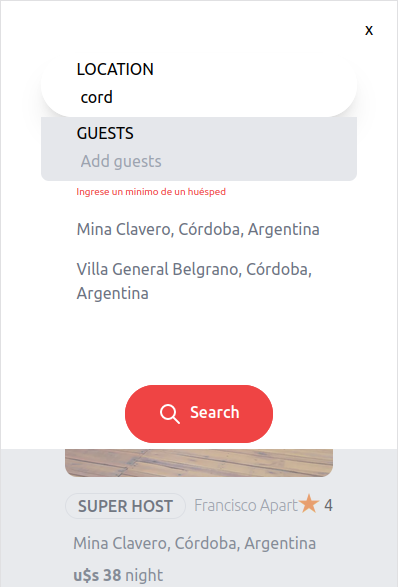 x
LOCATION
cord
GUESTS
Add guests
Ingrese un minimo de un huésped
Mina Clavero, Córdoba, Argentina
Villa General Belgrano, Córdoba,
Argentina
Search
SUPER HOST Francisco Apart 4
Mina Clavero, Córdoba, Argentina
u$s 38 night